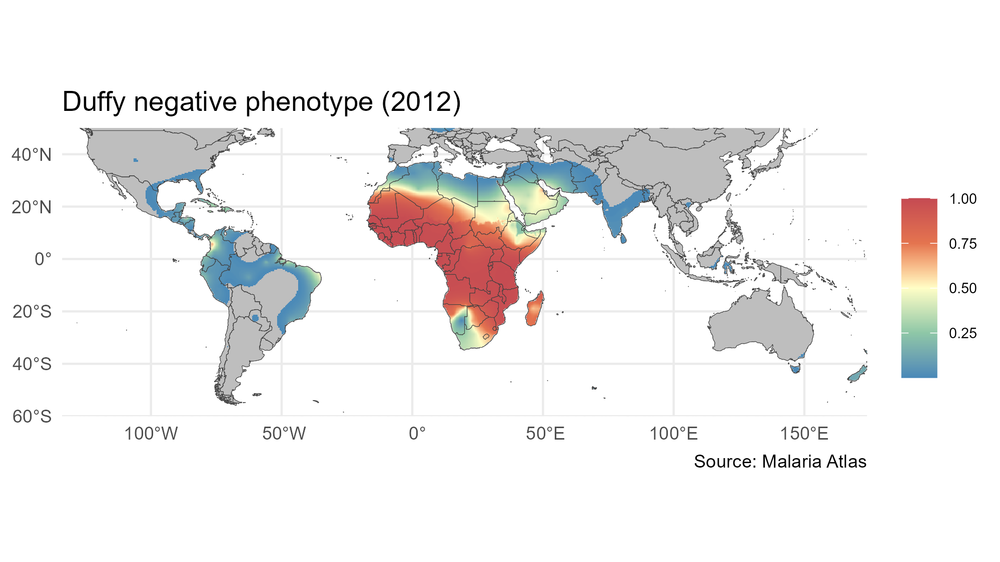 Duffy negative phenotype (2012)
40°N
20°N
0°
20°S
40°S
60°S
100°W 50°W 0° 50°E 100°E 150°E
1.00
0.75
0.50
0.25
Source: Malaria Atlas